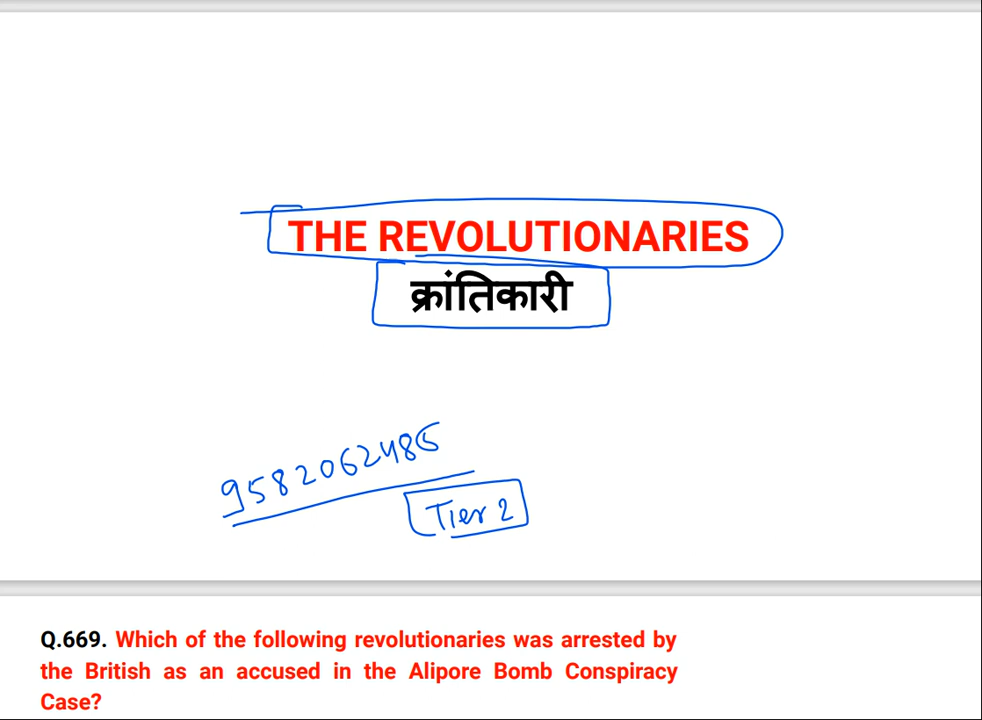 THE REVOLUTIONARIES
क्रांतिकारी
9582062485
Tier 2
Q.669. Which of the following revolutionaries was arrested by
the British as an accused in the Alipore Bomb Conspiracy
Case?